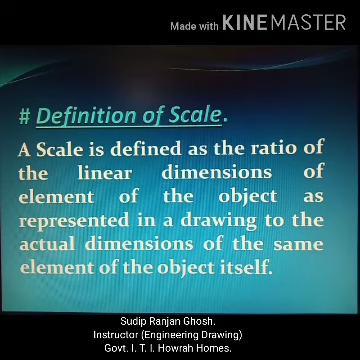 Made with KINEMASTER
# Definition of Scale.
A Scale is defined as the ratio of
the linear dimensions of
element of the object as
represented in a drawing to the
actual dimensions of the same
element of the object itself.
Sudip Ranjan Ghosh.
Instructor (Engineering Drawing)
Govt. I. T. I. Howrah Homes.